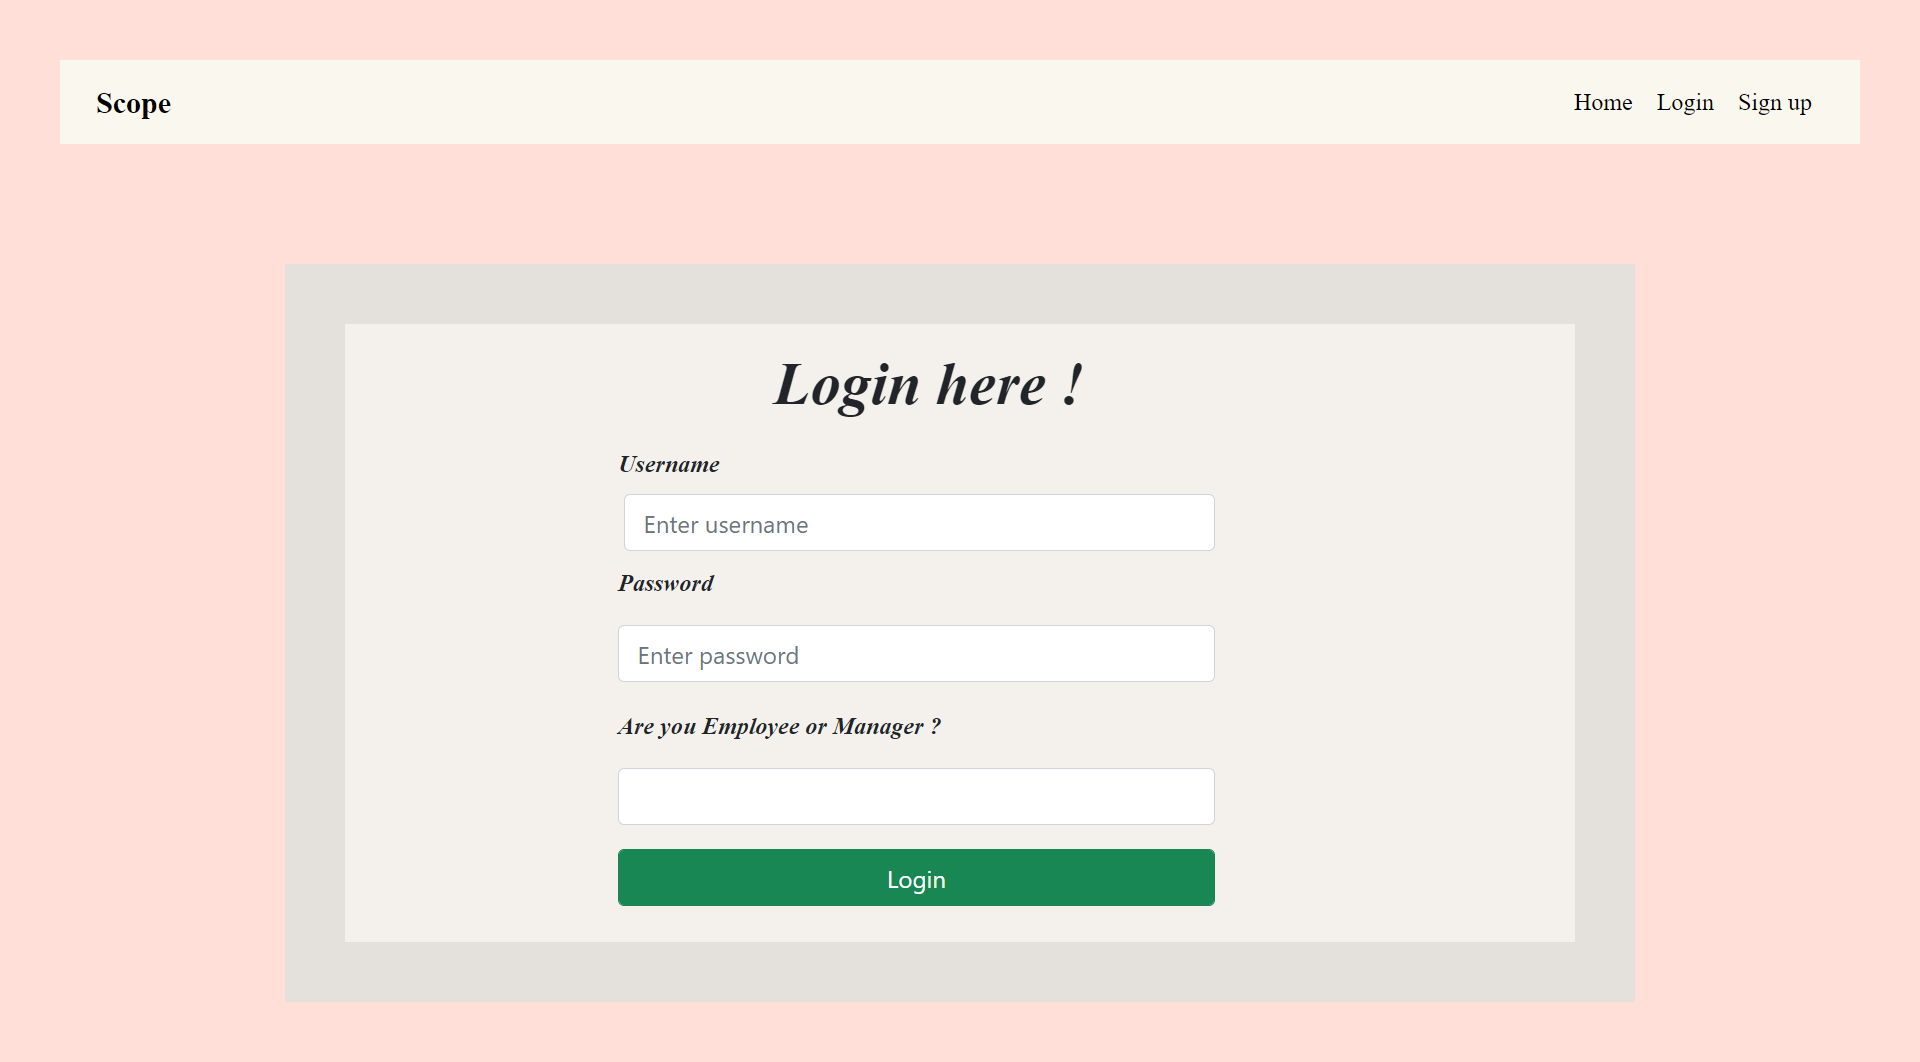 Scope
Home Login Sign up
Login here !
Username
Enter username
Password
Enter password
Are you Employee or Manager ?
Login